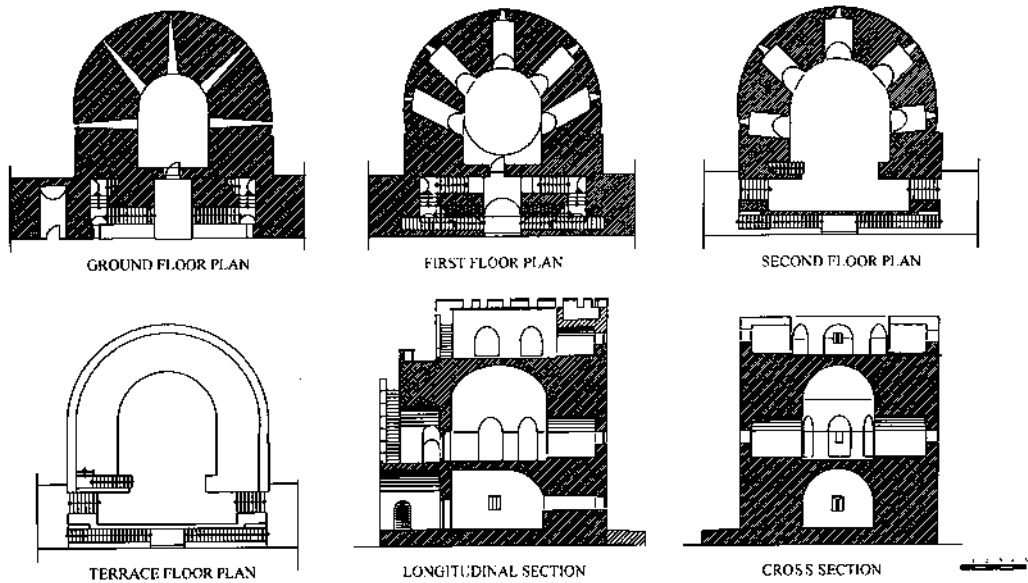 GROUND FLOOR PLAN
FIRST FLOOR PLAN
SECOND FLOOR PLAN
TERRACE FLOOR PLAN
LONGITUDINAL SECTION
CROSS SECTION